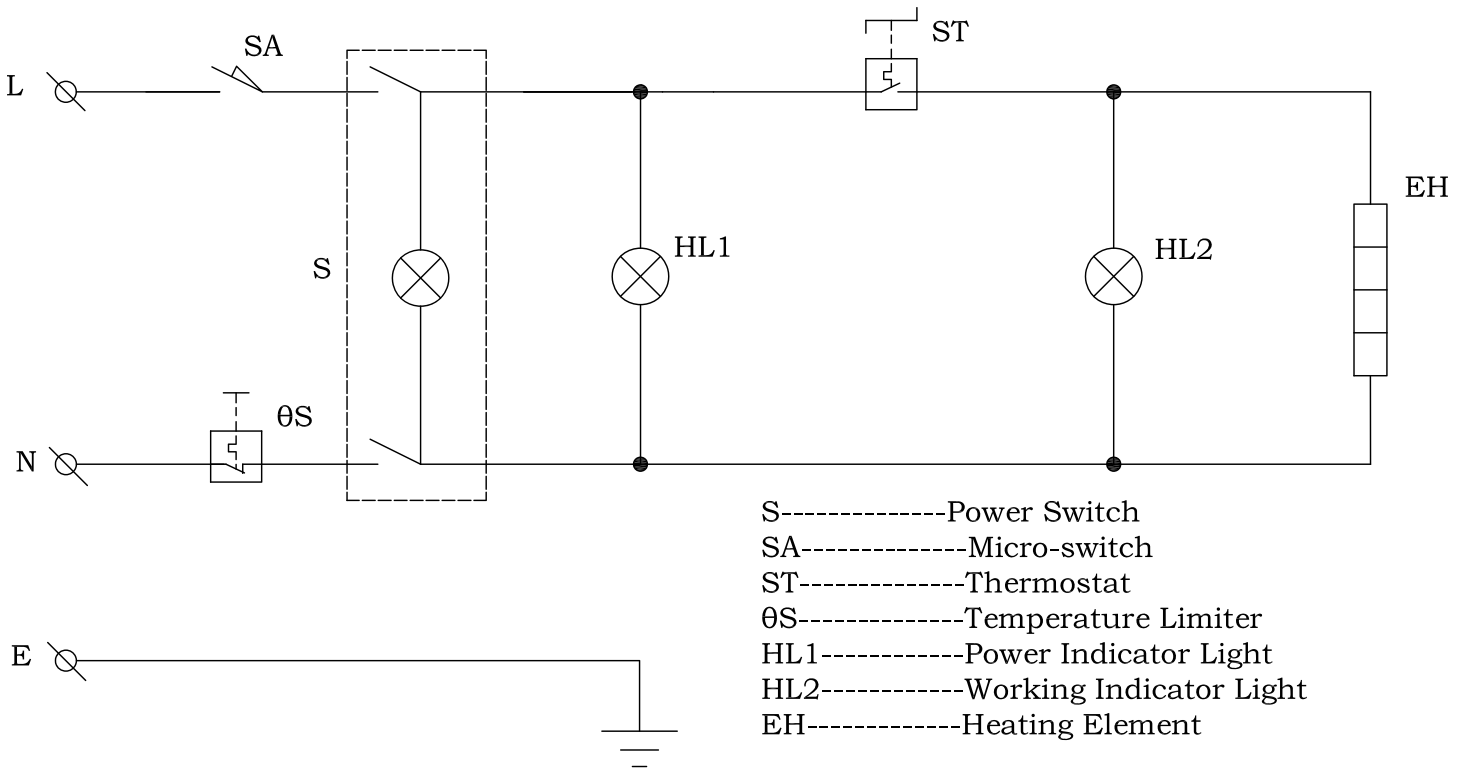 ST
SA
L
EH
HL1
HL2
S
θS
N
S-------------Power Switch
SA-------------Micro-switch
ST-------------Thermostat
θS-------------Temperature Limiter
HL1-----------Power Indicator Light
HL2-----------Working Indicator Light
EH------------Heating Element
E